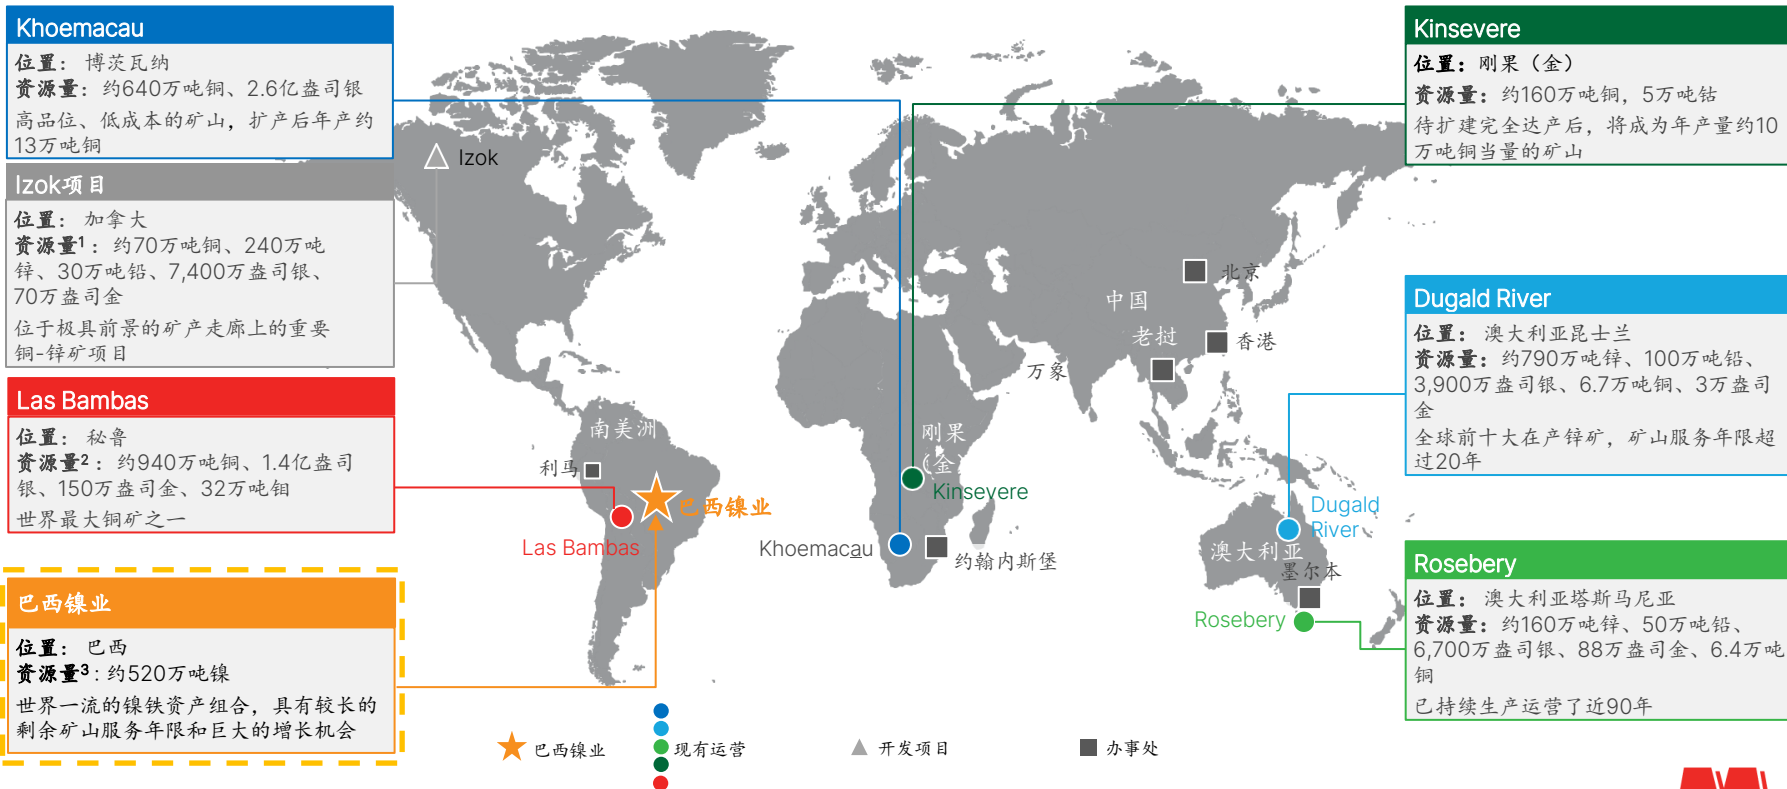 Khoemacau
位置： 博茨瓦纳
资源量：约640万吨铜、2.6亿盎司银
高品位、低成本的矿山，扩产后年产约
13万吨铜
Izok项目
位置： 加拿大
资源量¹：约70万吨铜、240万吨
锌、30万吨铅、7,400万盎司银、
70万盎司金
位于极具前景的矿产走廊上的重要
铜-锌矿项目
Las Bambas
位置： 秘鲁
资源量²：约940万吨铜、1.4亿盎司
银、150万盎司金、32万吨钼
世界最大铜矿之一
巴西镍业
位置： 巴西
资源量³：约520万吨镍
世界一流的镍铁资产组合，具有较长的
剩余矿山服务年限和巨大的增长机会
Izok
南美洲
利马
巴西镍业
Las Bambas
刚果
（金）
Kinsevere
Khoemacau
约翰内斯堡
北京
中国
老挝
香港
万象
Dugald
River
澳大利亚
墨尔本
Rosebery
Kinsevere
位置：刚果（金）
资源量：约160万吨铜，5万吨钴
待扩建完全达产后，将成为年产量约10
万吨铜当量的矿山
Dugald River
位置： 澳大利亚昆士兰
资源量：约790万吨锌、100万吨铅、
3,900万盎司银、6.7万吨铜、3万盎司
金
全球前十大在产锌矿，矿山服务年限超
过20年
Rosebery
位置： 澳大利亚塔斯马尼亚
资源量：约160万吨锌、50万吨铅、
6,700万盎司银、88万盎司金、6.4万吨
铜
已持续生产运营了近90年
巴西镍业
现有运营
开发项目
办事处